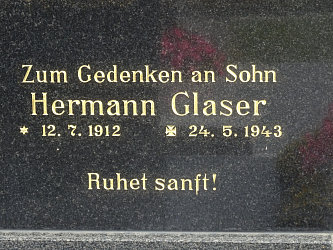 Zum Gedenken an Sohn
Hermann Glaser
* 12. 7. 1912 ✠ 24. 5. 1943
Ruhet sanft!